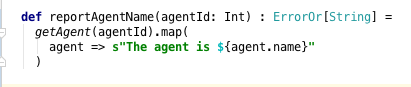 def reportAgentName(agentId: Int) : ErrorOr[String] =
  getAgent(agentId).map(
    agent => s"The agent is ${agent.name}"
  )